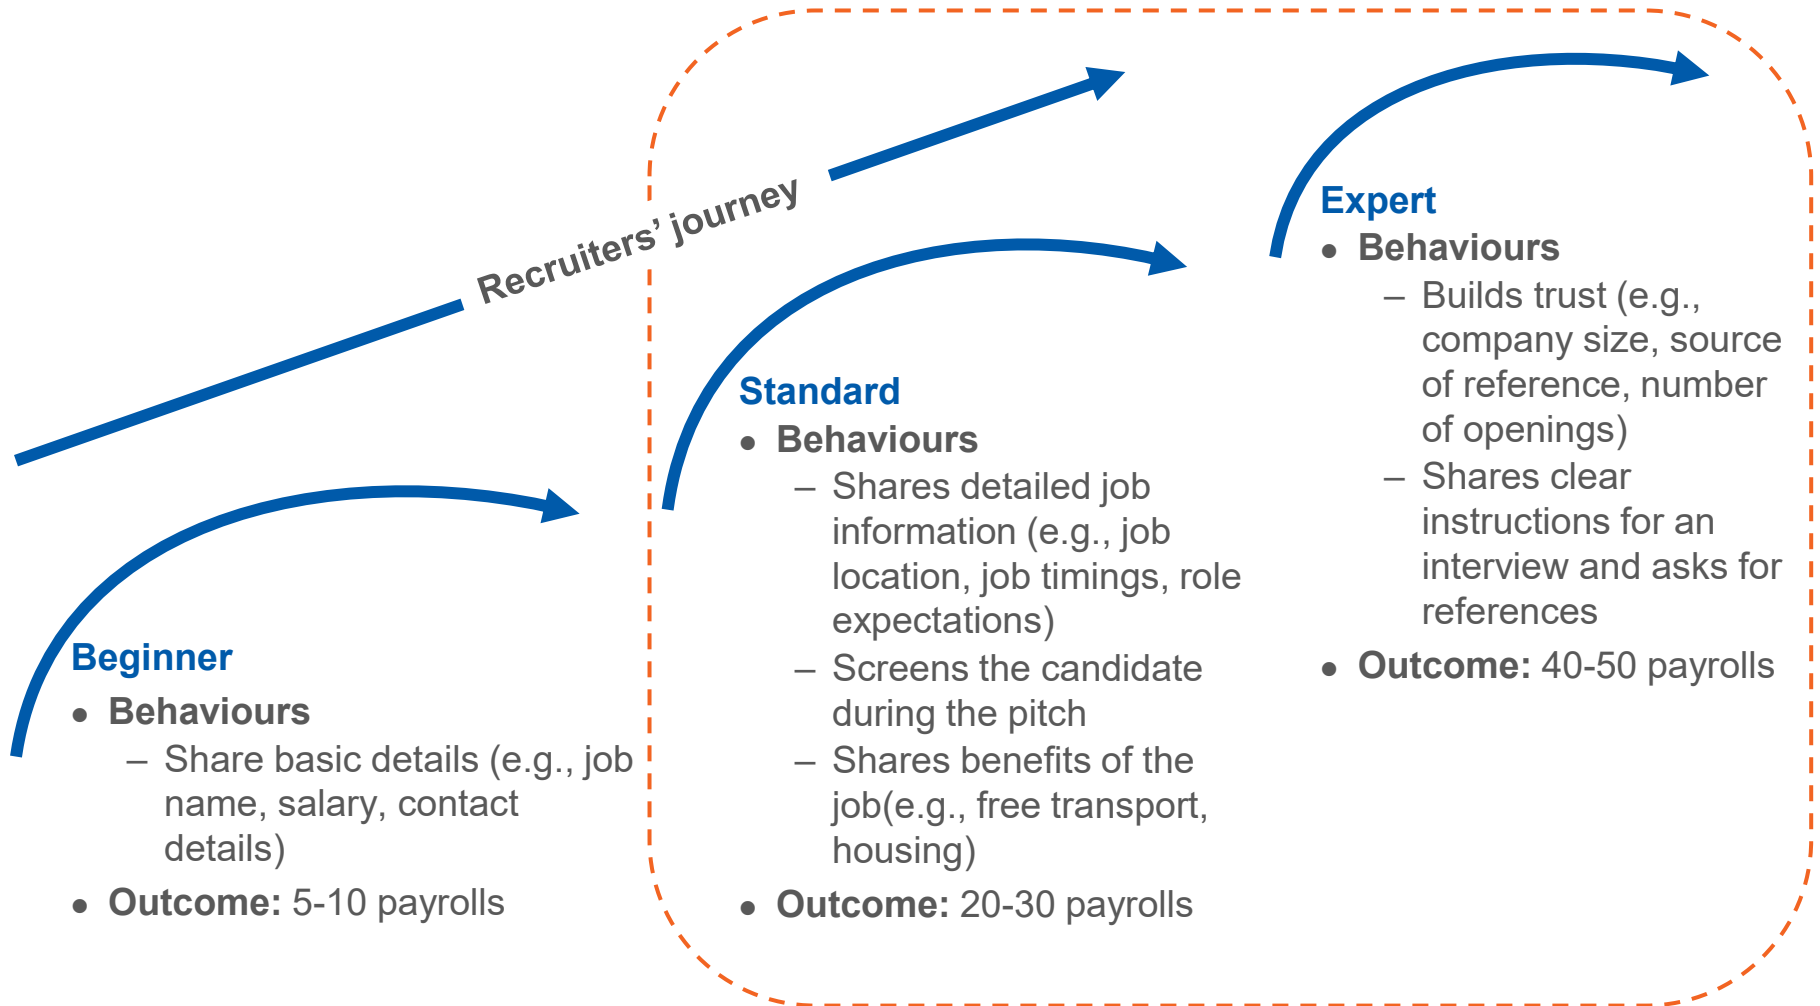 Recruiters’ journey
Beginner
• Behaviours
– Share basic details (e.g., job
name, salary, contact
details)
• Outcome: 5-10 payrolls
Standard
• Behaviours
– Shares detailed job
information (e.g., job
location, job timings, role
expectations)
– Screens the candidate
during the pitch
– Shares benefits of the
job(e.g., free transport,
housing)
• Outcome: 20-30 payrolls
Expert
• Behaviours
– Builds trust (e.g.,
company size, source
of reference, number
of openings)
– Shares clear
instructions for an
interview and asks for
references
• Outcome: 40-50 payrolls